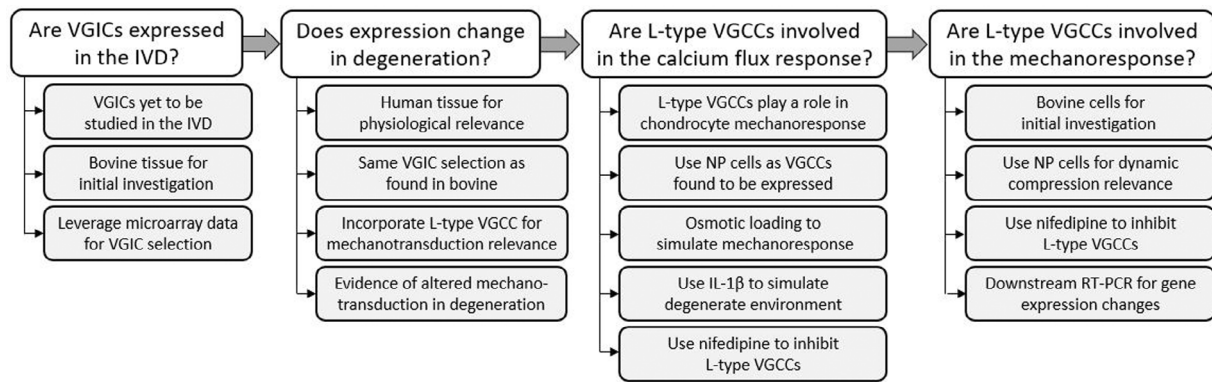 Are VGICs expressed
in the IVD?
VGICs yet to be
studied in the IVD
Bovine tissue for
initial investigation
Leverage microarray data
for VGIC selection
Does expression change
in degeneration?
Human tissue for
physiological relevance
Same VGIC selection as
found in bovine
Incorporate L-type VGCC for
mechanotransduction relevance
Evidence of altered mechano-
transduction in degeneration
Are L-type VGCCs involved
in the calcium flux response?
L-type VGCCs play a role in
chondrocyte mechanoresponse
Use NP cells as VGCCs
found to be expressed
Osmotic loading to
simulate mechanoresponse
Use IL-1β to simulate
degenerate environment
Use nifedipine to inhibit
L-type VGCCs
Are L-type VGCCs involved
in the mechanoresponse?
Bovine cells for
initial investigation
Use NP cells for dynamic
compression relevance
Use nifedipine to inhibit
L-type VGCCs
Downstream RT-PCR for gene
expression changes